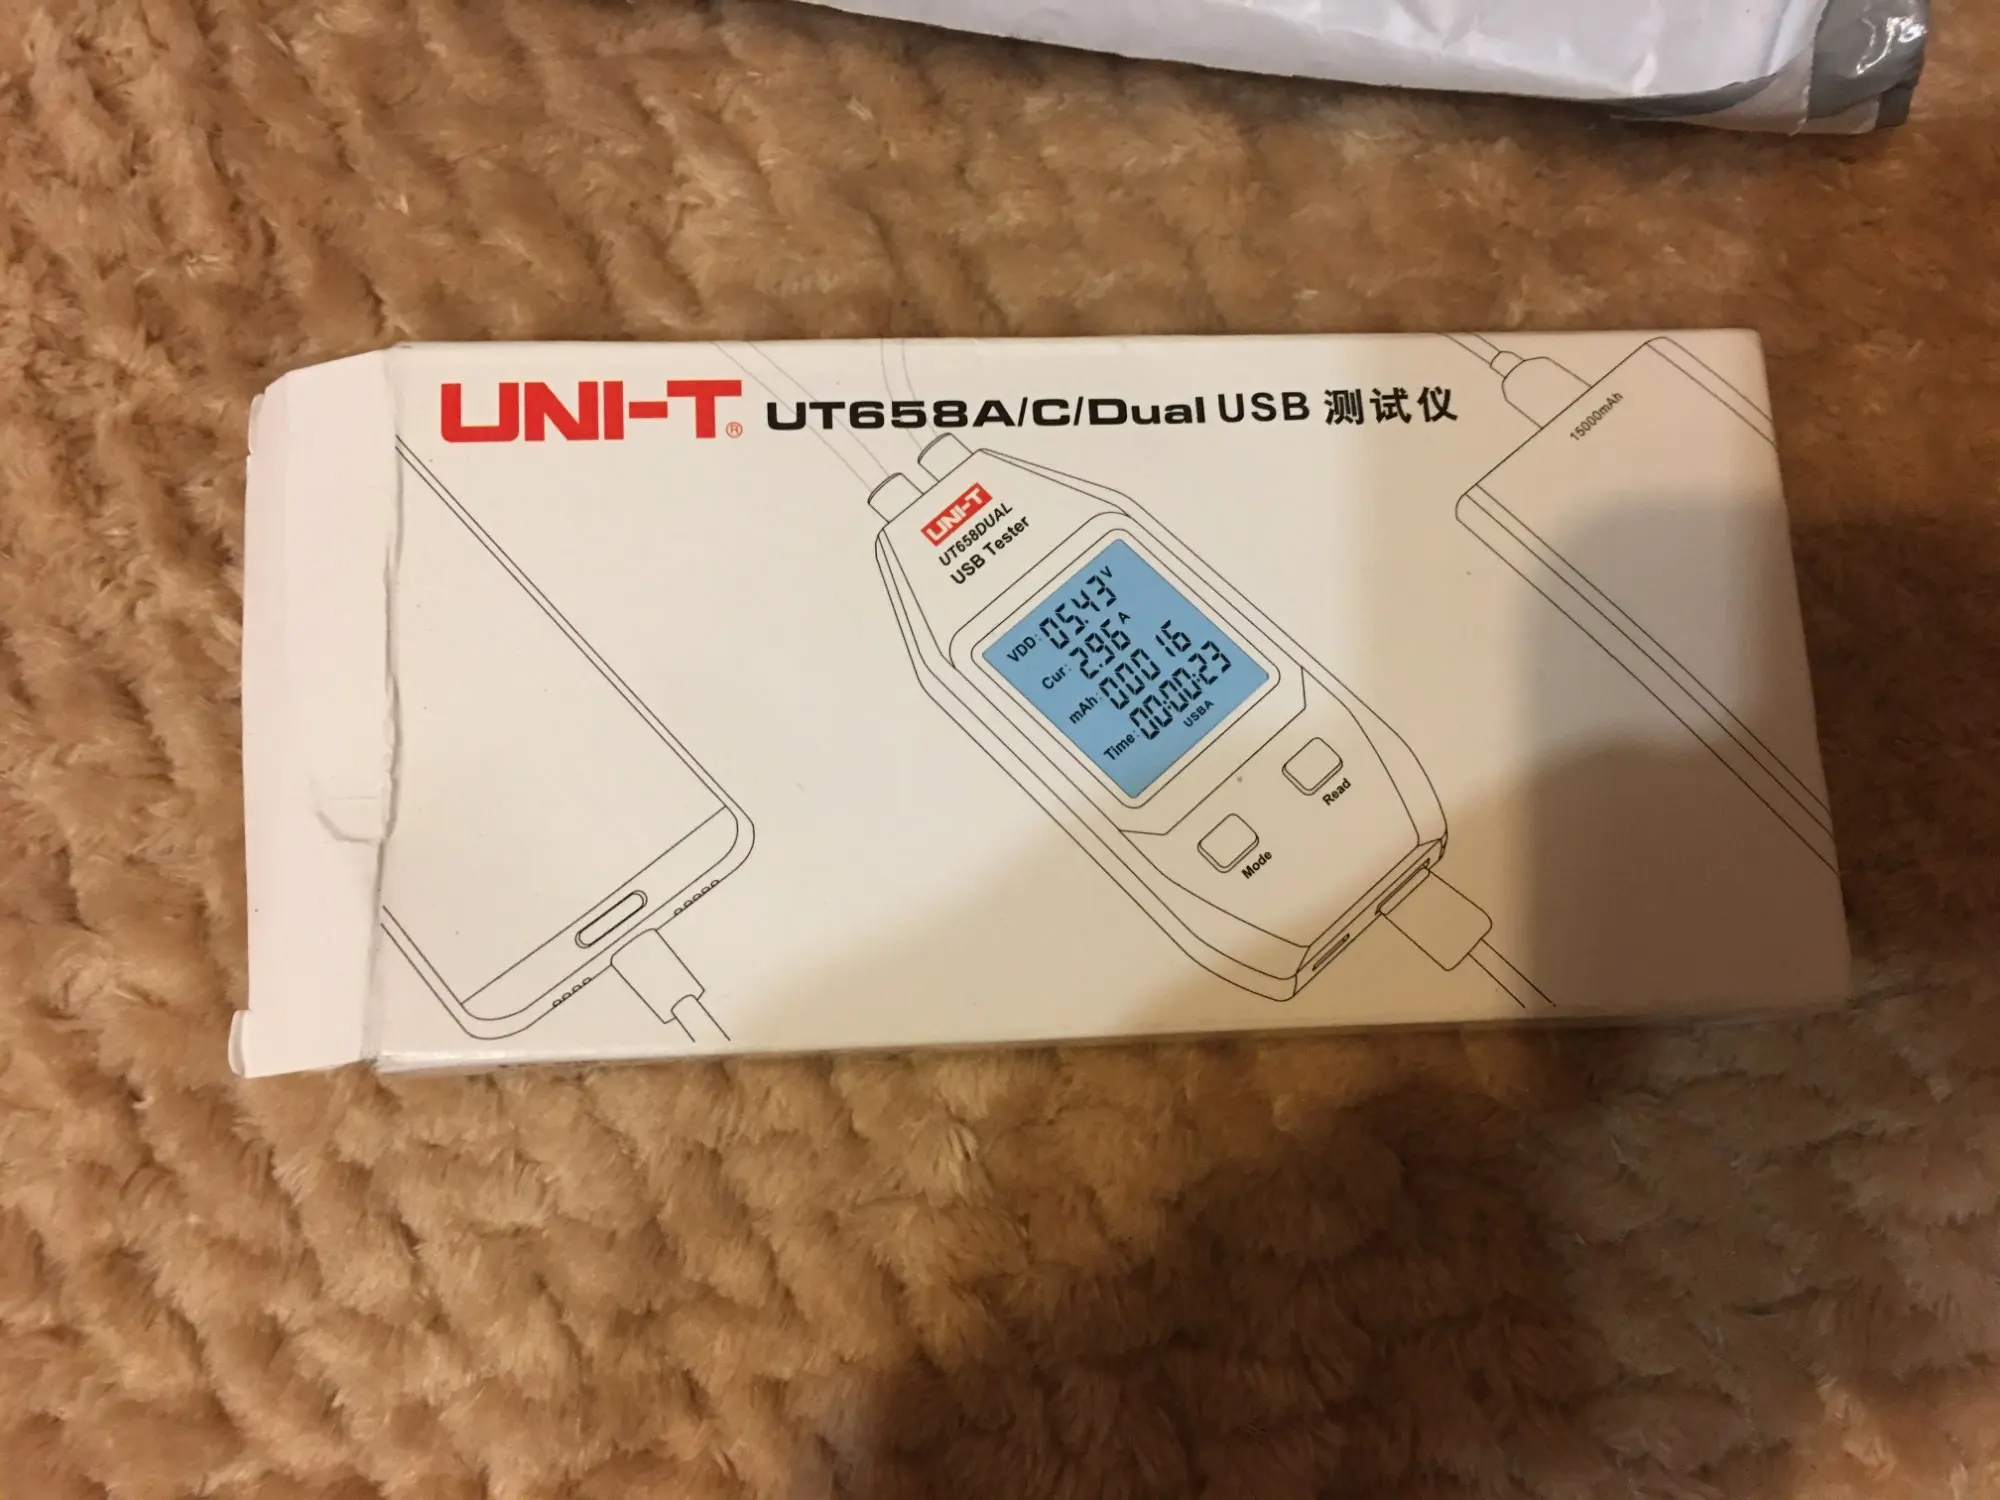 UNI-T® UT658A/C/Dual USB 测试仪
15000mAh
UNI-T
UT658DUAL
USB Tester
VDD: 05.43 V
Cur: 2.96 A
mAh: 00016
Time: 00:00:23
USBA
Read
Mode